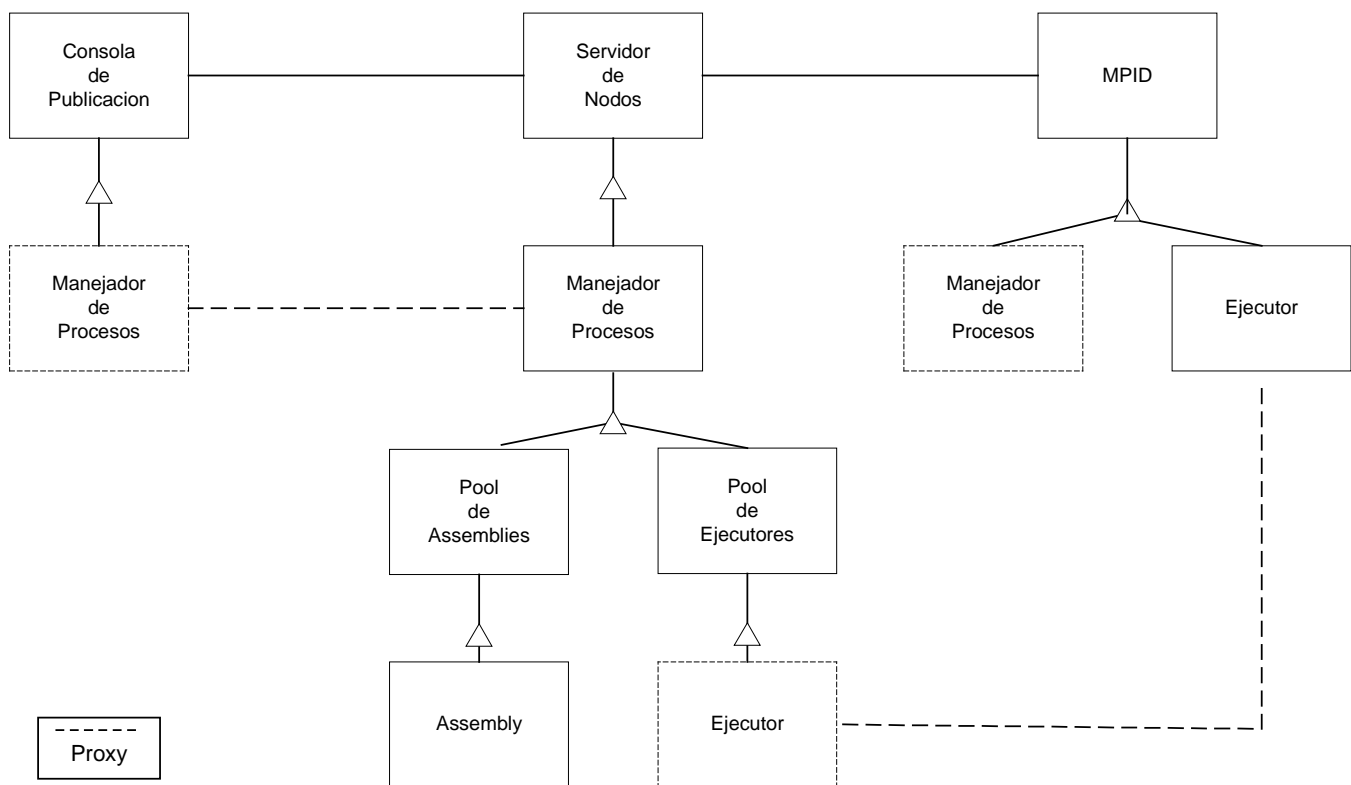 Consola
de
Publicacion
Servidor
de
Nodos
MPID
Manejador
de
Procesos
Manejador
de
Procesos
Manejador
de
Procesos
Ejecutor
Pool
de
Assemblies
Pool
de
Ejecutores
Assembly
Ejecutor
Proxy